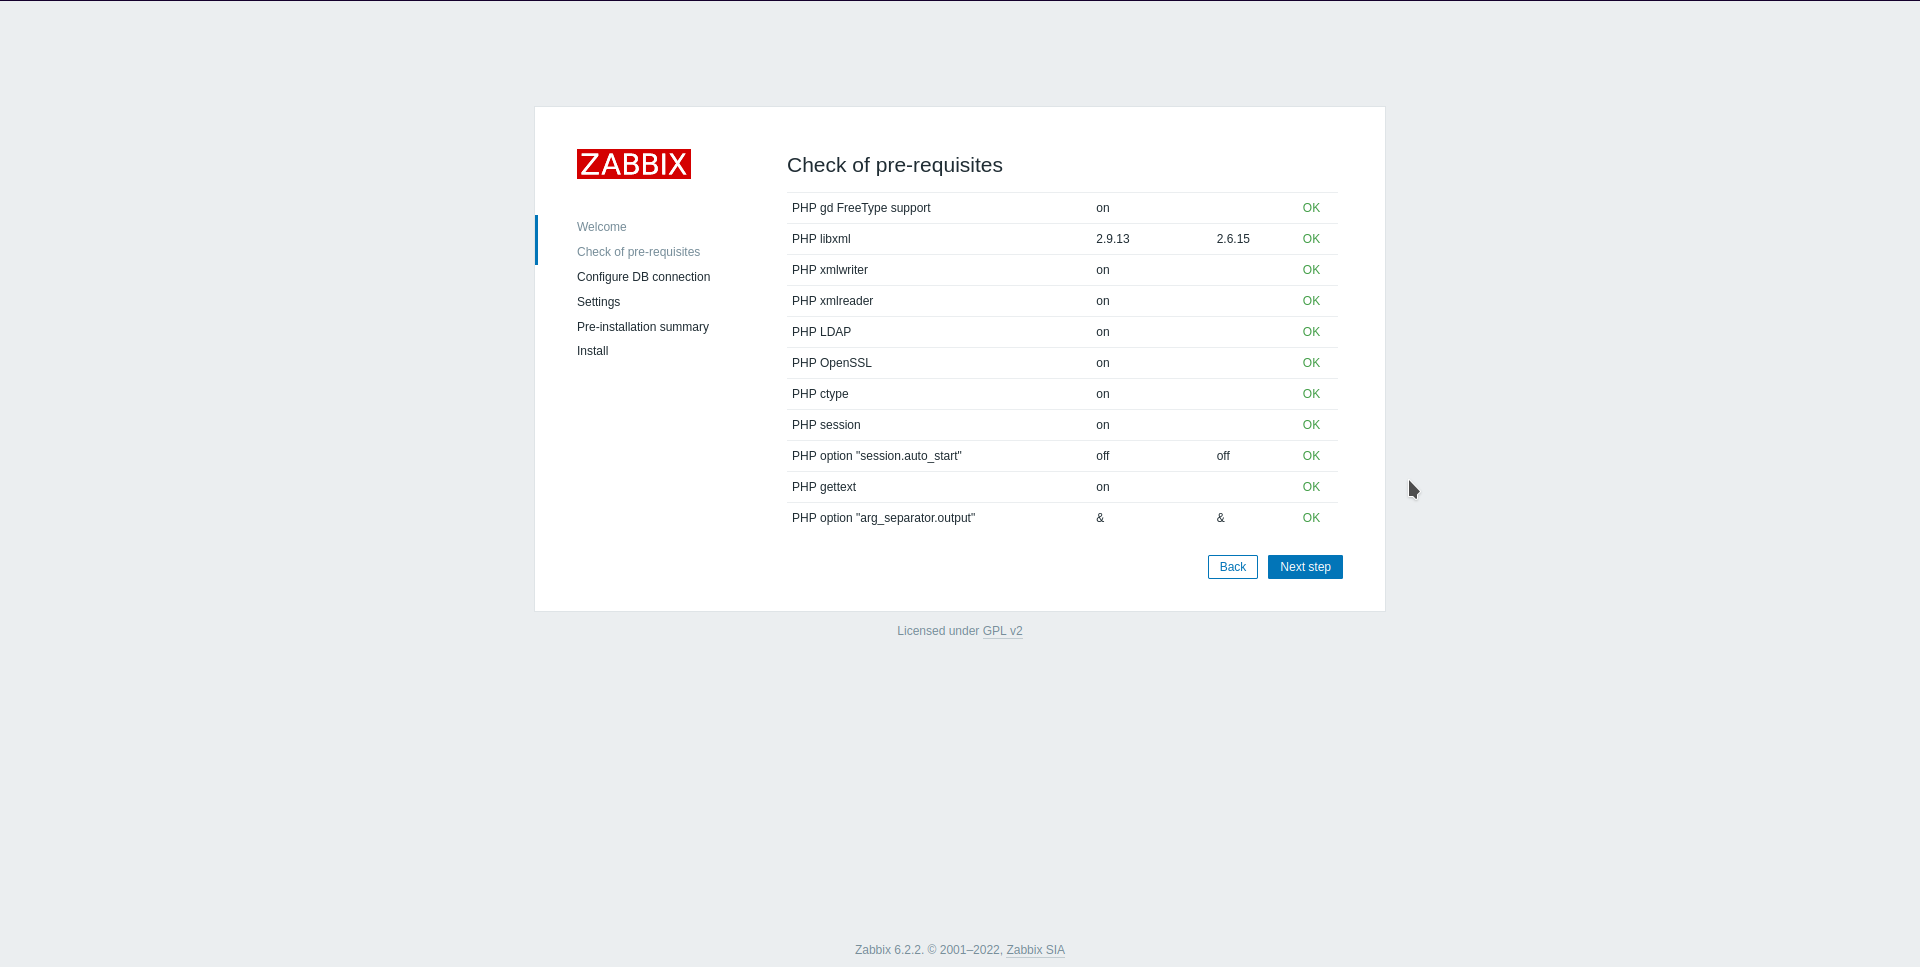 ZABBIX
Welcome
Check of pre-requisites
Configure DB connection
Settings
Pre-installation summary
Install
Check of pre-requisites
PHP gd FreeType support on OK
PHP libxml 2.9.13 2.6.15 OK
PHP xmlwriter on OK
PHP xmlreader on OK
PHP LDAP on OK
PHP OpenSSL on OK
PHP ctype on OK
PHP session on OK
PHP option "session.auto_start" off off OK
PHP gettext on OK
PHP option "arg_separator.output" & & OK
Back Next step
Licensed under GPL v2
Zabbix 6.2.2. © 2001–2022, Zabbix SIA